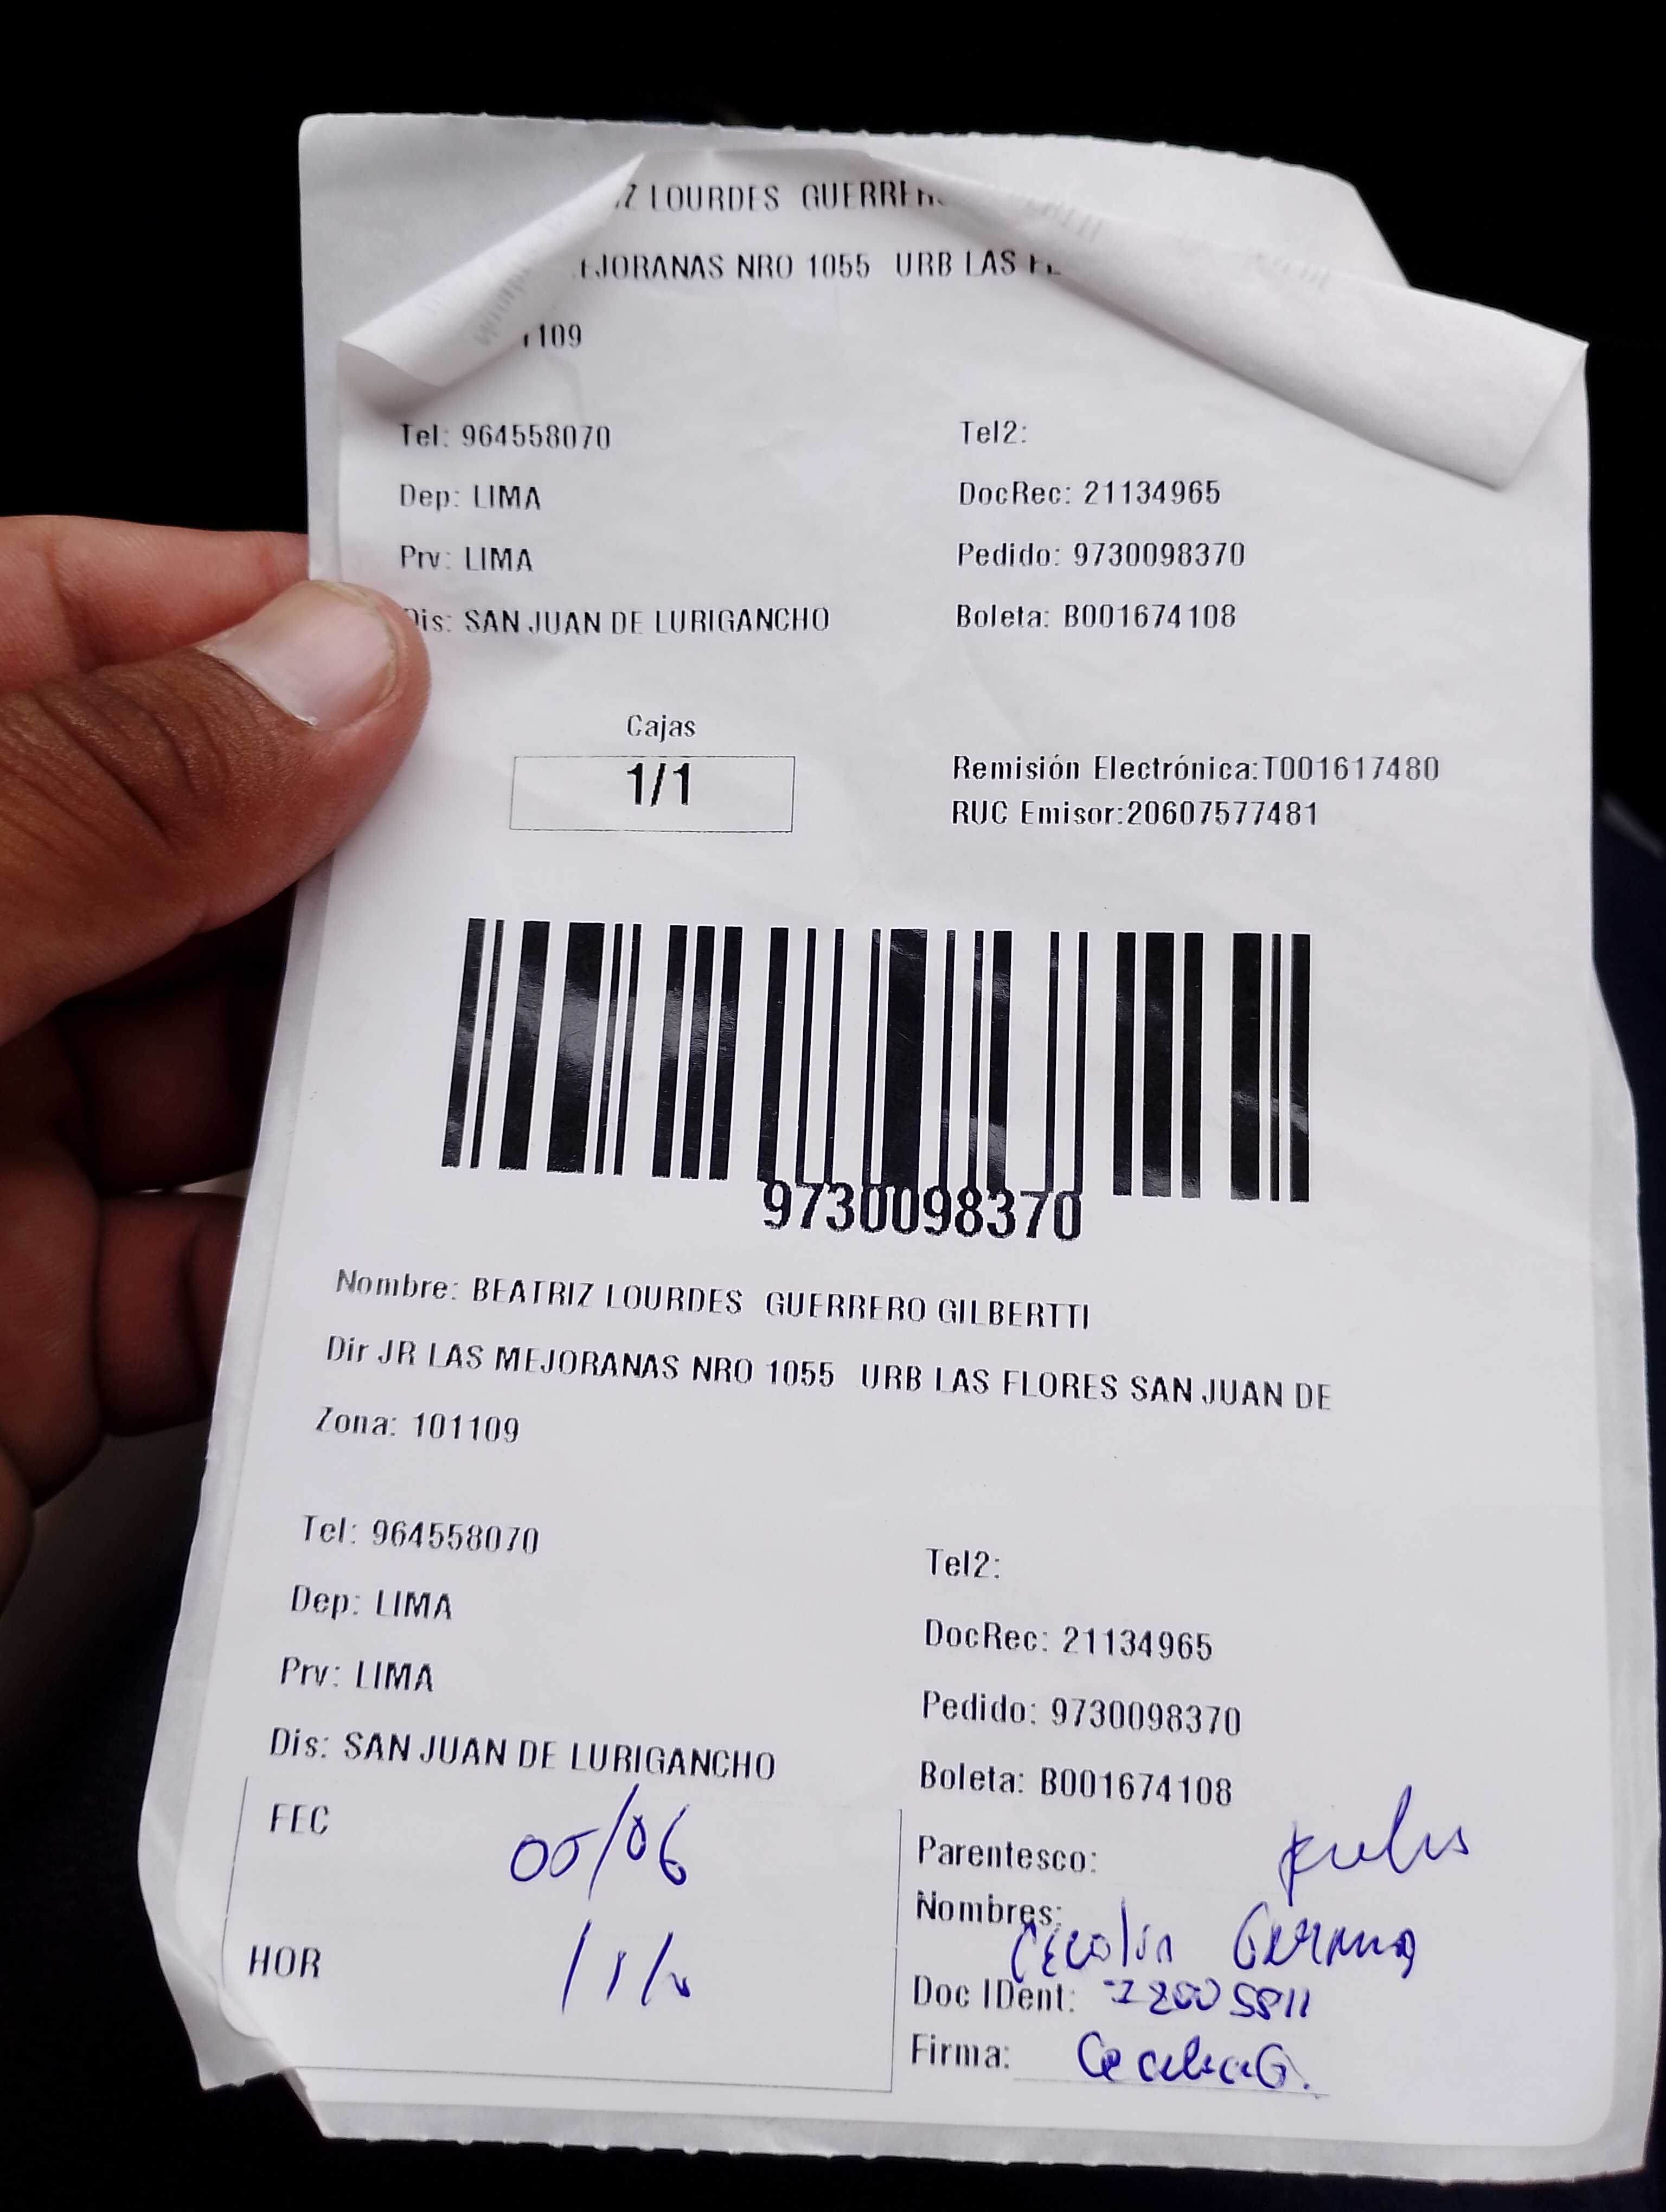 LOURDES GUERRER
EJORANAS NRO 1055 URB LAS
109
Tel: 964558070 Tel2:
Dep: LIMA DocRec: 21134965
Prv: LIMA Pedido: 9730098370
Dis: SAN JUAN DE LURIGANCHO Boleta: B001674108
Cajas
1/1
Remisión Electrónica:T001617480
RUC Emisor:20607577481
9730098370
Nombre: BEATRIZ LOURDES GUERRERO GILBERTTI
Dir JR LAS MEJORANAS NRO 1055 URB LAS FLORES SAN JUAN DE
Zona: 101109
Tel: 964558070 Tel2:
Dep: LIMA DocRec: 21134965
Prv: LIMA Pedido: 9730098370
Dis: SAN JUAN DE LURIGANCHO Boleta: B001674108
FEC 05/06
HOR
Parentesco:
Nombres:
Doc IDent:
Firma: